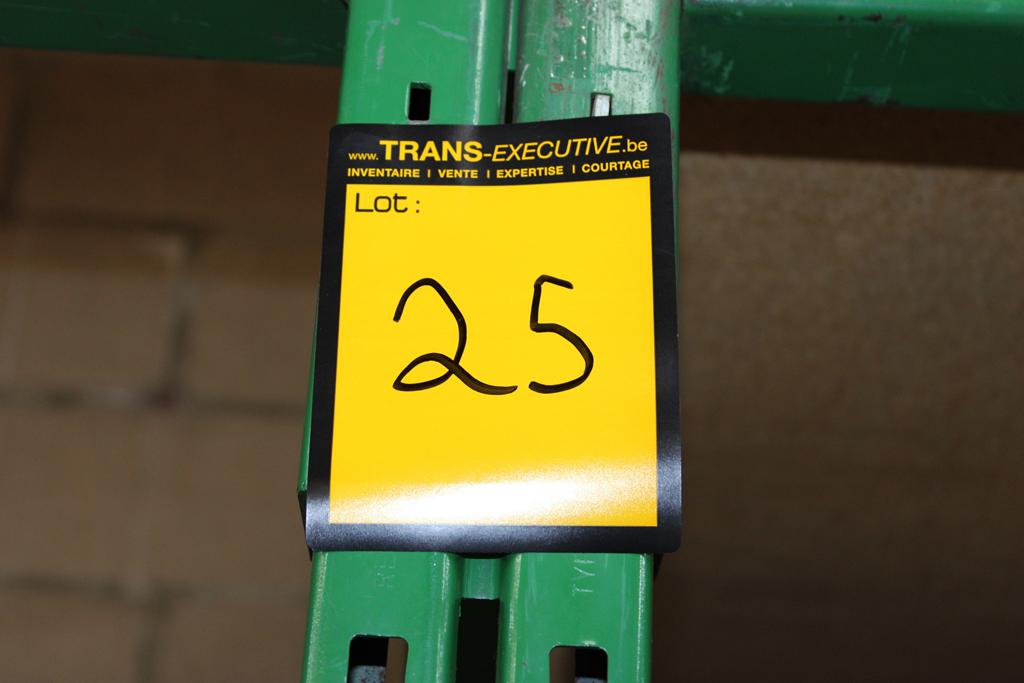 www.TRANS-EXECUTIVE.be
INVENTAIRE | VENTE | EXPERTISE | COURTAGE
Lot :
25